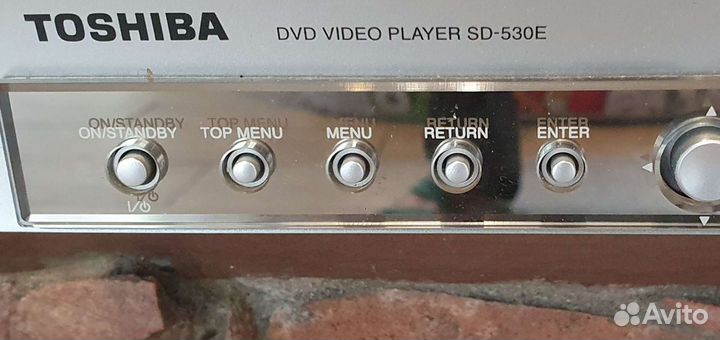 TOSHIBA DVD VIDEO PLAYER SD-530E
ON/STANDBY TOP MENU MENU RETURN ENTER
I/
Avito